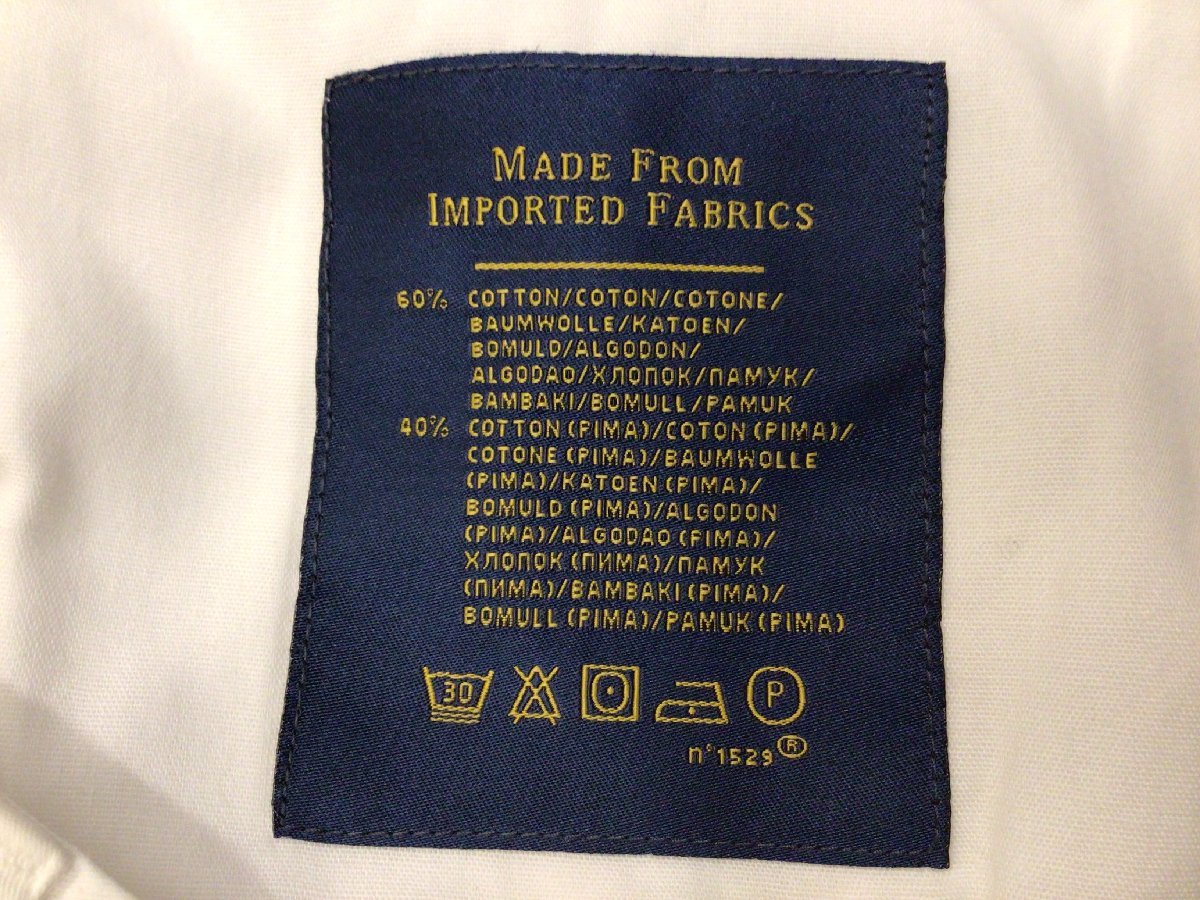 MADE FROM
IMPORTED FABRICS
60% COTTON/COTON/COTONE/
BAUMWOLLE/KATOEN/
BOMULD/ALGODON/
ALGODAO/ХЛОПОК/ПАМУК/
BAMBAKI/BOMULL/PAMUK
40% COTTON (PIMA)/COTON (PIMA)/
COTONE (PIMA)/BAUMWOLLE
(PIMA)/KATOEN (PIMA)/
BOMULD (PIMA)/ALGODON
(PIMA)/ALGODAO (PIMA)/
ХЛОПОК (ПИМА)/ПАМУК
(ПИМА)/BAMBAKI (PIMA)/
BOMULL (PIMA)/PAMUK (PIMA)
30 P
n°1529®